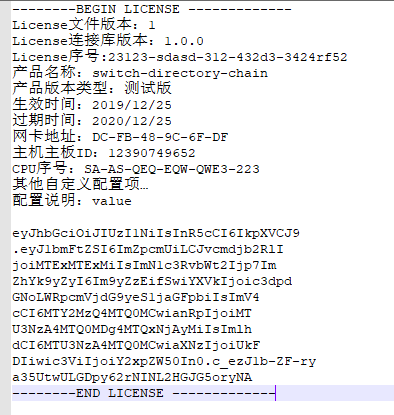 --------BEGIN LICENSE -------------
License文件版本：1
License连接库版本：1.0.0
License序号:23123-sdasd-312-432d3-3424rf52
产品名称：switch-directory-chain
产品版本类型：测试版
生效时间：2019/12/25
过期时间：2020/12/25
网卡地址：DC-FB-48-9C-6F-DF
主机主板ID：12390749652
CPU序号：SA-AS-QEQ-EQW-QWE3-223
其他自定义配置项…
配置说明：value
eyJhbGciOiJIUzI1NiIsInR5cCI6IkpXVCJ9
.eyJ1bmFtZSI6ImZpcmUiLCJvcmdjb2RlI
joiMTExMTExMiIsImN1c3RvbWt2Ijp7Im
ZhYk9yZyI6Im9yZzEifSwiYXVkIjoic3dpd
GNoLWRpcmVjdG9yeS1jaGFpbiIsImV4
cCI6MTY2MzQ4MTQ0MCwianRpIjoiMT
U3NzA4MTQ0MDg4MTQxNjAyMiIsImlh
dCI6MTU3NzA4MTQ0MCwiaXNzIjoiUkF
DIiwic3ViIjoiY2xpZW50In0.c_ezJ1b-ZF-ry
a35UtwULGDpy62rNINL2HGJG5oryNA
--------END LICENSE -------------